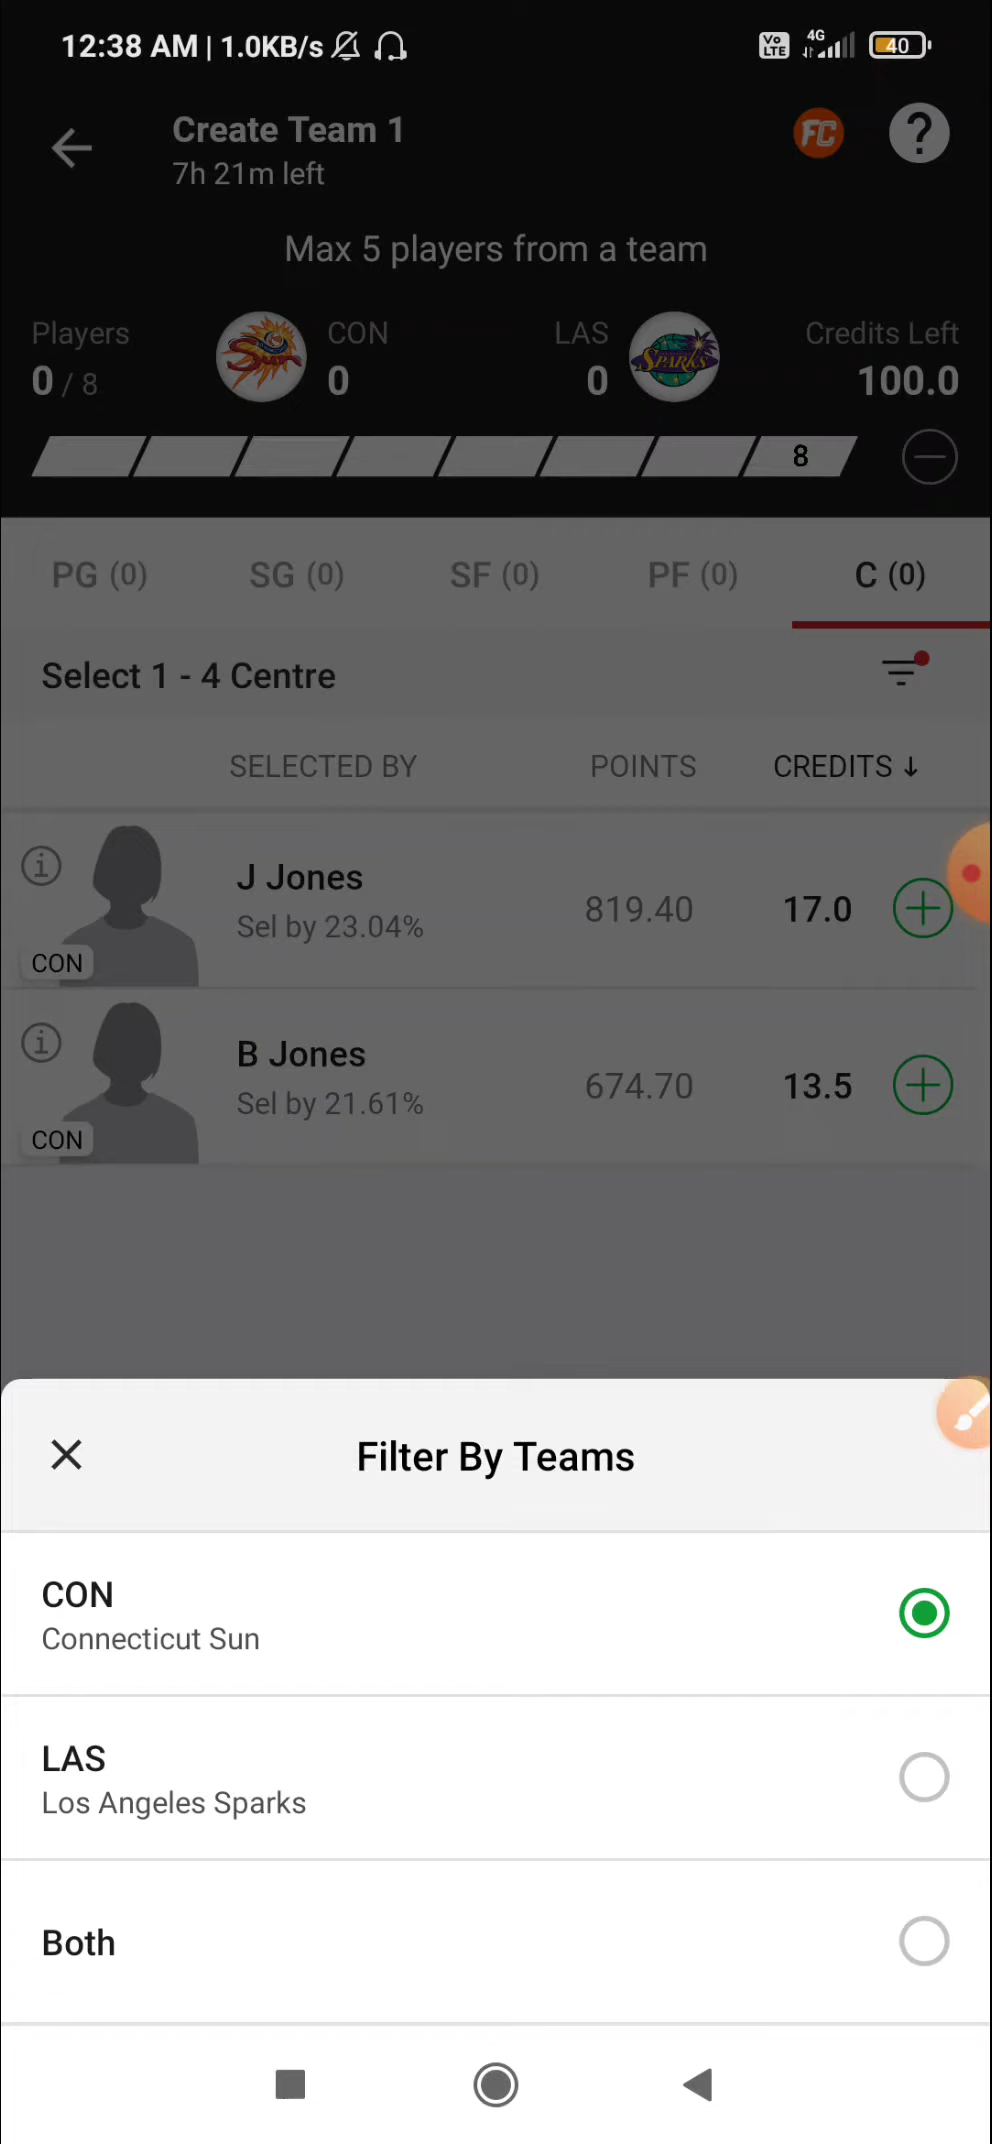 12:38 AM | 1.0KB/s Vo LTE 4G 40
Create Team 1
7h 21m left
FC ?
Max 5 players from a team
Players CON LAS Credits Left
0 / 8 Sun 0 0 SPARKS 100.0
8
PG (0) SG (0) SF (0) PF (0) C (0)
Select 1 - 4 Centre
SELECTED BY POINTS CREDITS ↓
i J Jones
Sel by 23.04% 819.40 17.0
CON
i B Jones
Sel by 21.61% 674.70 13.5
CON
Filter By Teams
CON
Connecticut Sun
LAS
Los Angeles Sparks
Both